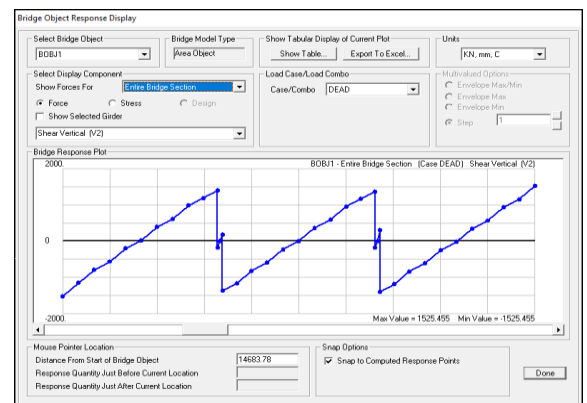 Bridge Object Response Display
Select Bridge Object
BOBJ1
Bridge Model Type
Area Object
Show Tabular Display of Current Plot
Show Table...
Export To Excel...
Units
KN, mm, C
Select Display Component
Show Forces For
Entire Bridge Section
Force
Stress
Design
Show Selected Girder
Shear Vertical (V2)
Load Case/Load Combo
Case/Combo
DEAD
Multivalued Options
Envelope Max/Min
Envelope Max
Envelope Min
Step
1
Bridge Response Plot
2000.
BOBJ1 - Entire Bridge Section (Case DEAD) Shear Vertical (V2)
0
-2000.
Max Value = 1525.455 Min Value = -1525.455
Mouse Pointer Location
Distance From Start of Bridge Object
14683.78
Response Quantity Just Before Current Location
Response Quantity Just After Current Location
Snap Options
Snap to Computed Response Points
Done